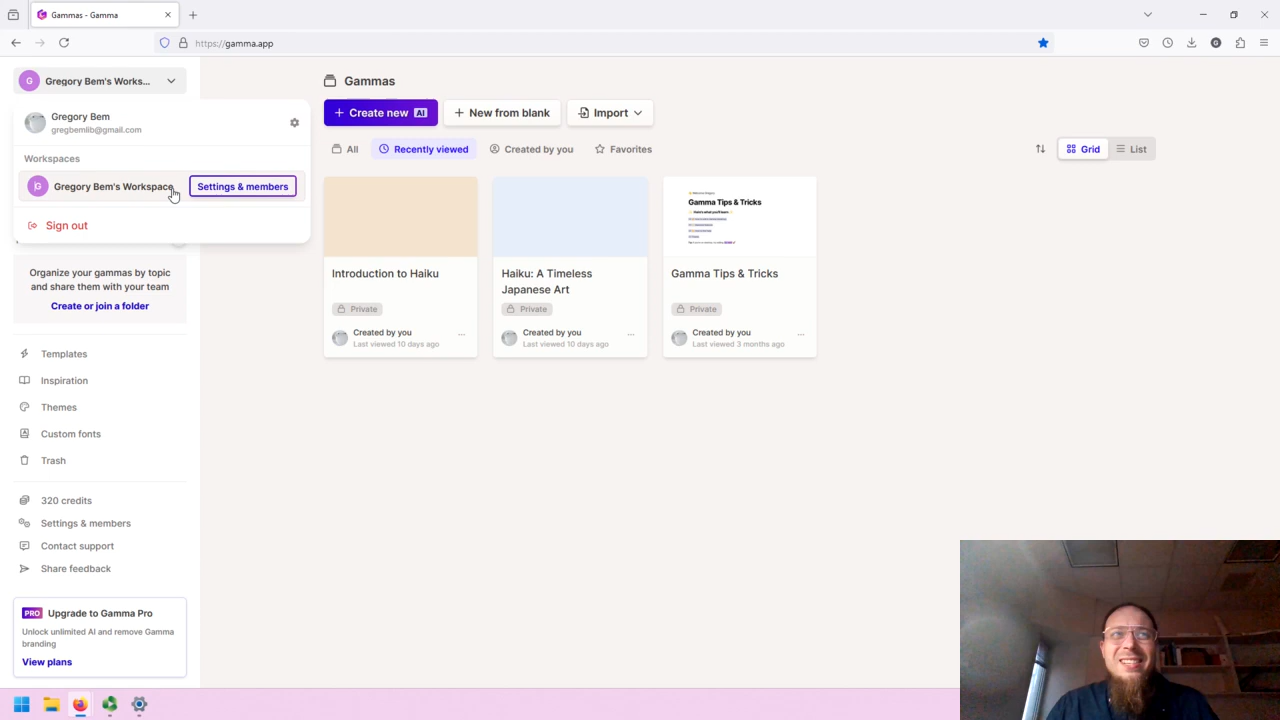 Gammas - Gamma
https://gamma.app
G
Gregory Bem's Works...
Gregory Bem
gregbemlib@gmail.com
Workspaces
G
Gregory Bem's Workspace
Settings & members
Sign out
Organize your gammas by topic
and share them with your team
Create or join a folder
Templates
Inspiration
Themes
Custom fonts
Trash
320 credits
Settings & members
Contact support
Share feedback
PRO Upgrade to Gamma Pro
Unlock unlimited AI and remove Gamma
branding
View plans
Gammas
+ Create new AI
+ New from blank
Import
All
Recently viewed
Created by you
Favorites
Grid
List
Introduction to Haiku
Private
Created by you
Last viewed 10 days ago
Haiku: A Timeless
Japanese Art
Private
Created by you
Last viewed 10 days ago
Gamma Tips & Tricks
Gamma Tips & Tricks
Private
Created by you
Last viewed 3 months ago